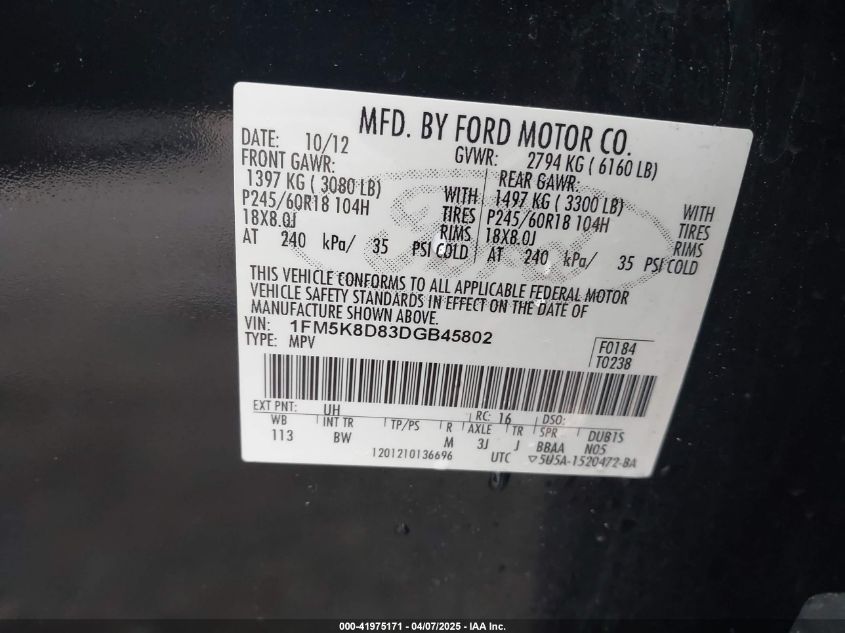 MFD. BY FORD MOTOR CO.
DATE: 10/12 GVWR: 2794 KG ( 6160 LB)
FRONT GAWR: REAR GAWR:
1397 KG ( 3080 LB) WITH 1497 KG ( 3300 LB) WITH
P245/60R18 104H TIRES P245/60R18 104H TIRES
18X8.0J RIMS 18X8.0J RIMS
AT 240 kPa/ 35 PSI COLD AT 240 kPa/ 35 PSI COLD
Ford
THIS VEHICLE CONFORMS TO ALL APPLICABLE FEDERAL MOTOR
VEHICLE SAFETY STANDARDS IN EFFECT ON THE DATE OF
MANUFACTURE SHOWN ABOVE.
VIN: 1FM5K8D83DGB45802
TYPE: MPV F0184
T0238
EXT PNT: UH RC: 16 DSO:
WB INT TR TP/PS R AXLE TR SPR DUBTS
113 BW M 3J J BBAA N05
1201210136696 UTC ▽5U5A-1520472-BA
000-41975171 - 04/07/2025 - IAA Inc.